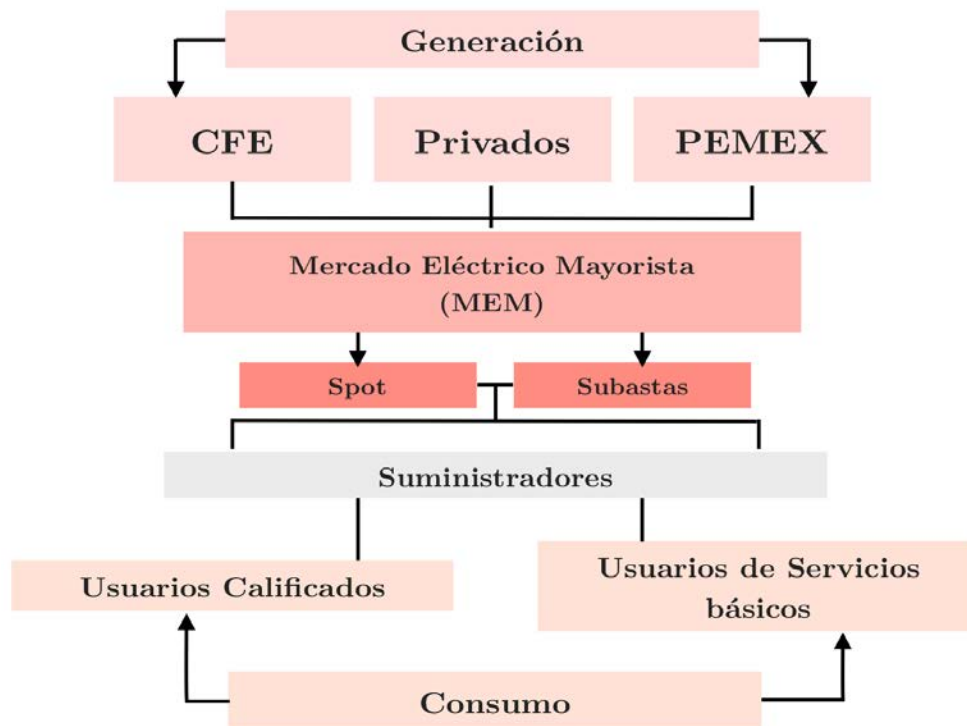 Generación
CFE
Privados
PEMEX
Mercado Eléctrico Mayorista
(MEM)
Spot
Subastas
Suministradores
Usuarios Calificados
Usuarios de Servicios
básicos
Consumo